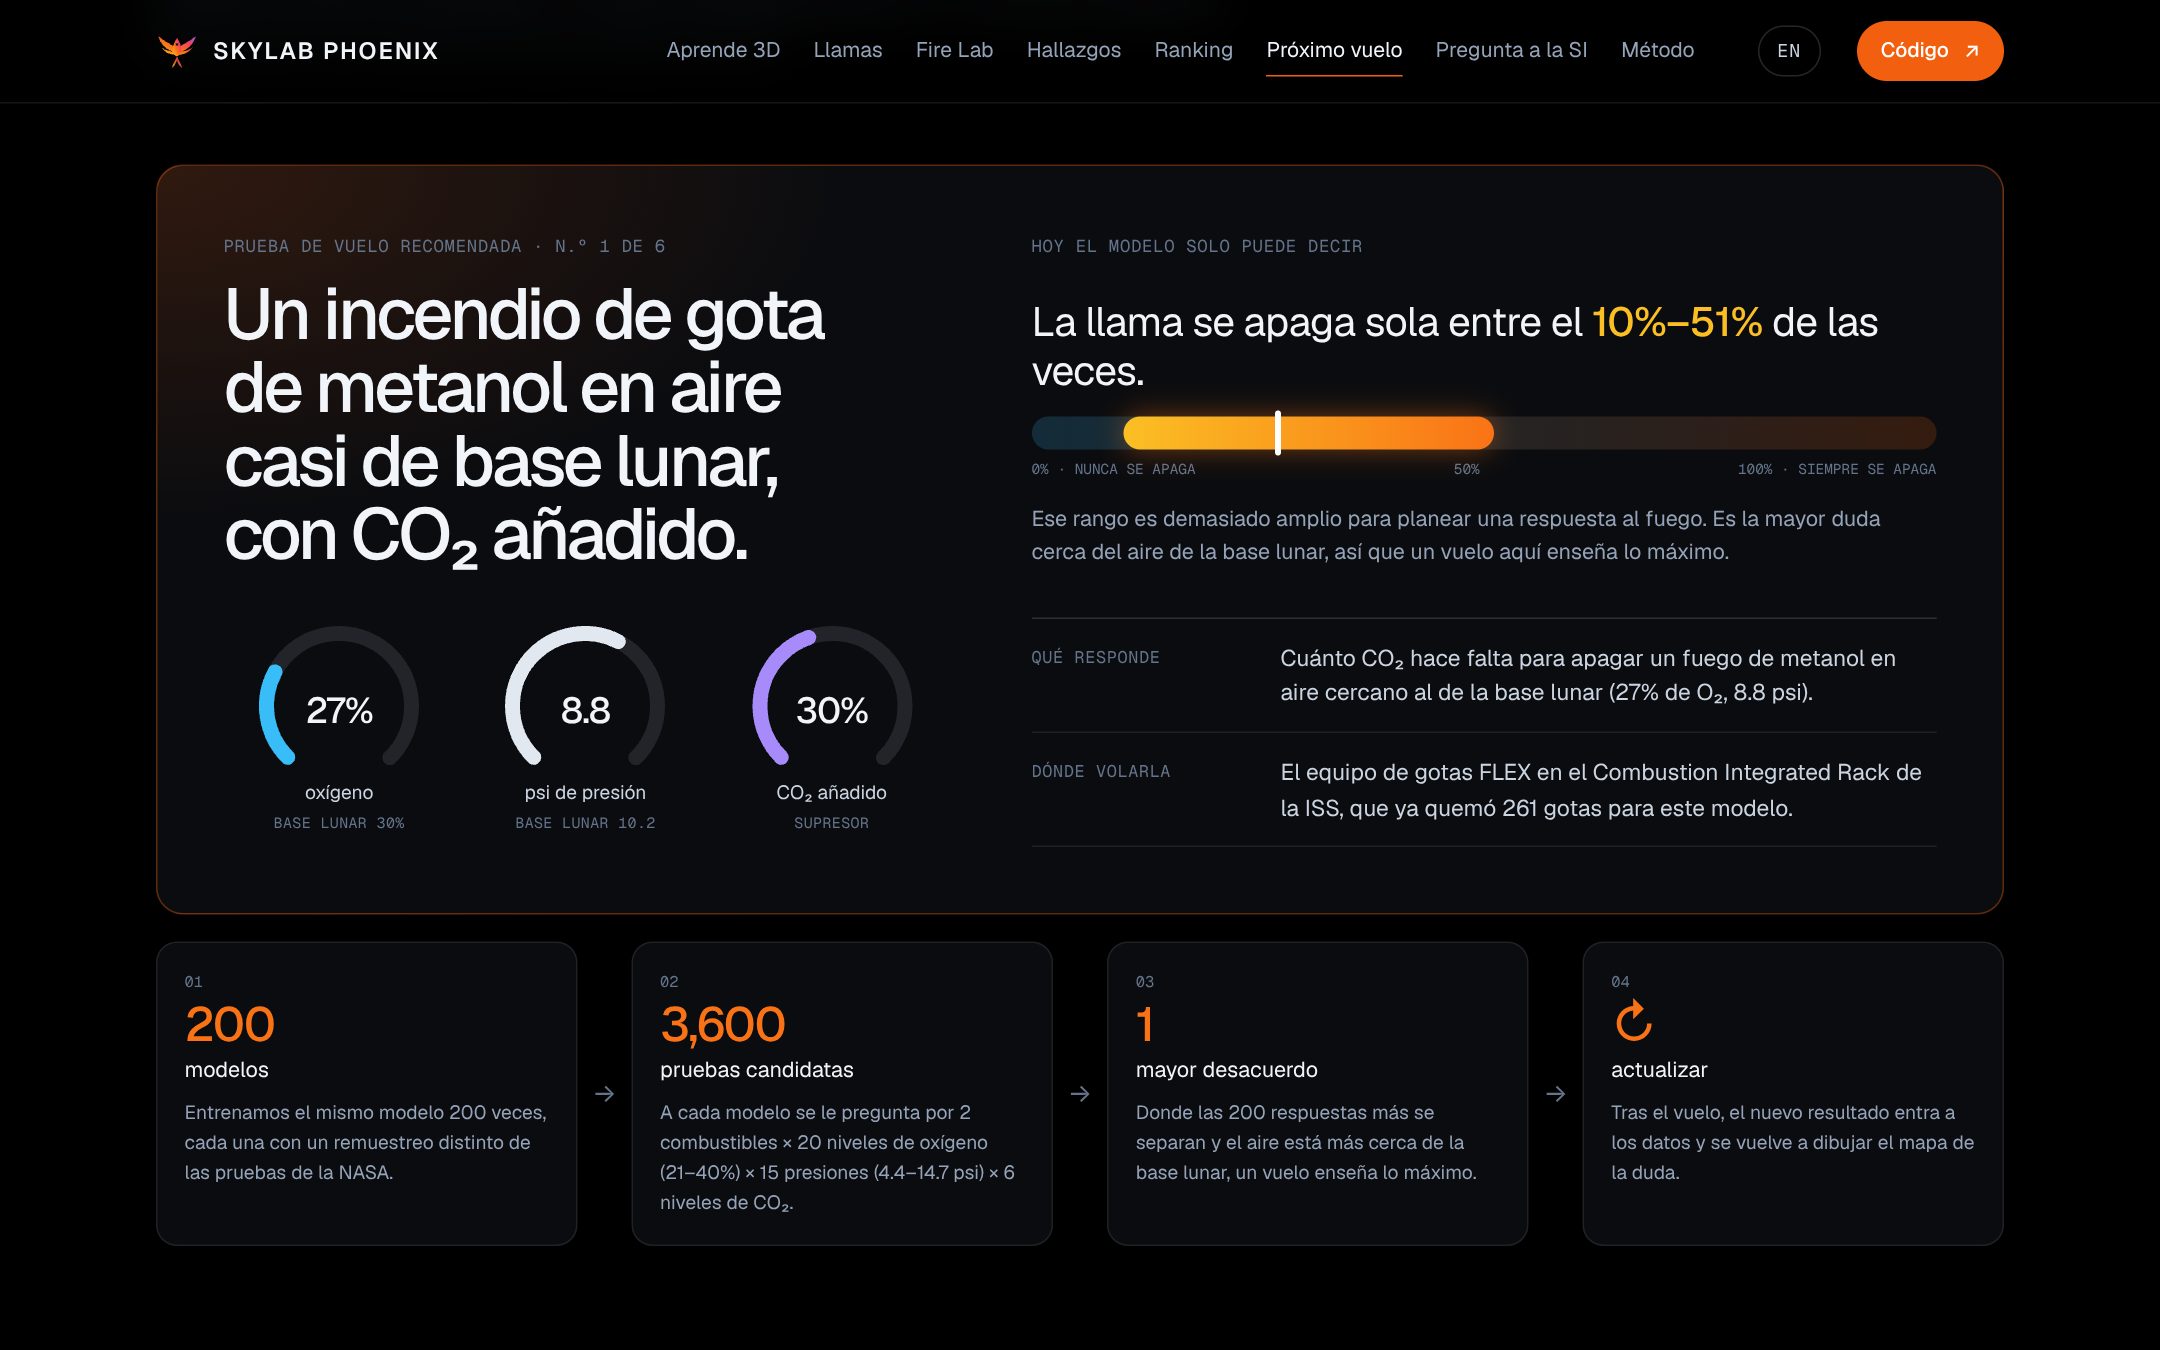 SKYLAB PHOENIX
Aprende 3D
Llamas
Fire Lab
Hallazgos
Ranking
Próximo vuelo
Pregunta a la SI
Método
EN
Código ↗
PRUEBA DE VUELO RECOMENDADA · N.º 1 DE 6
Un incendio de gota
de metanol en aire
casi de base lunar,
con CO₂ añadido.
27%
oxígeno
BASE LUNAR 30%
8.8
psi de presión
BASE LUNAR 10.2
30%
CO₂ añadido
SUPRESOR
HOY EL MODELO SOLO PUEDE DECIR
La llama se apaga sola entre el 10%–51% de las
veces.
0% · NUNCA SE APAGA
50%
100% · SIEMPRE SE APAGA
Ese rango es demasiado amplio para planear una respuesta al fuego. Es la mayor duda
cerca del aire de la base lunar, así que un vuelo aquí enseña lo máximo.
QUÉ RESPONDE
Cuánto CO₂ hace falta para apagar un fuego de metanol en
aire cercano al de la base lunar (27% de O₂, 8.8 psi).
DÓNDE VOLARLA
El equipo de gotas FLEX en el Combustion Integrated Rack de
la ISS, que ya quemó 261 gotas para este modelo.
01
200
modelos
Entrenamos el mismo modelo 200 veces,
cada una con un remuestreo distinto de
las pruebas de la NASA.
→
02
3,600
pruebas candidatas
A cada modelo se le pregunta por 2
combustibles × 20 niveles de oxígeno
(21–40%) × 15 presiones (4.4–14.7 psi) × 6
niveles de CO₂.
→
03
1
mayor desacuerdo
Donde las 200 respuestas más se
separan y el aire está más cerca de la
base lunar, un vuelo enseña lo máximo.
→
04
↻
actualizar
Tras el vuelo, el nuevo resultado entra a
los datos y se vuelve a dibujar el mapa de
la duda.